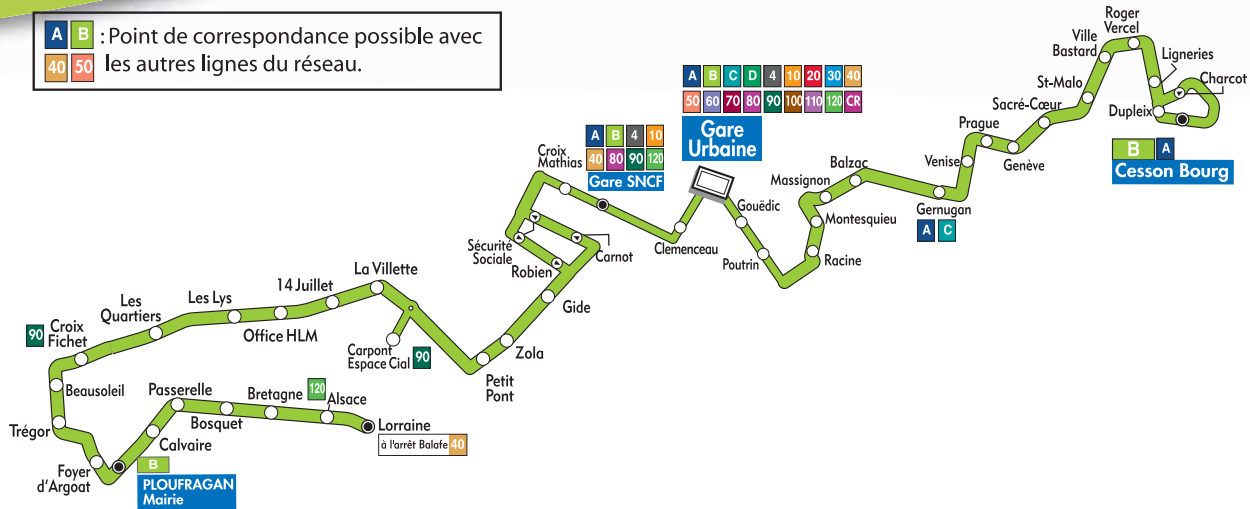 A B : Point de correspondance possible avec
40 50 les autres lignes du réseau.
Roger
Vercel
Ville
Bastard
Ligneries
Charcot
St-Malo
Dupleix
Sacré-Cœur
Prague
Genève
Venise
B A
Cesson Bourg
A B C D 4 10 20 30 40
50 60 70 80 90 100 110 120 CR
Gare
Urbaine
A B 4 10
40 80 90 120
Gare SNCF
Croix
Mathias
Balzac
Massignon
Gernugan
A C
Gouëdic
Montesquieu
Clemenceau
Poutrin
Racine
Sécurité
Sociale
Carnot
Robien
La Villette
14 Juillet
Gide
Les Lys
Les
Quartiers
Office HLM
90
Croix
Fichet
Carpont
Espace Cial
90
Zola
Petit
Pont
Beausoleil
Passerelle
Bretagne
120
Alsace
Bosquet
Lorraine
à l'arrêt Balafe 40
Trégor
Calvaire
Foyer
d'Argoat
B
PLOUFRAGAN
Mairie